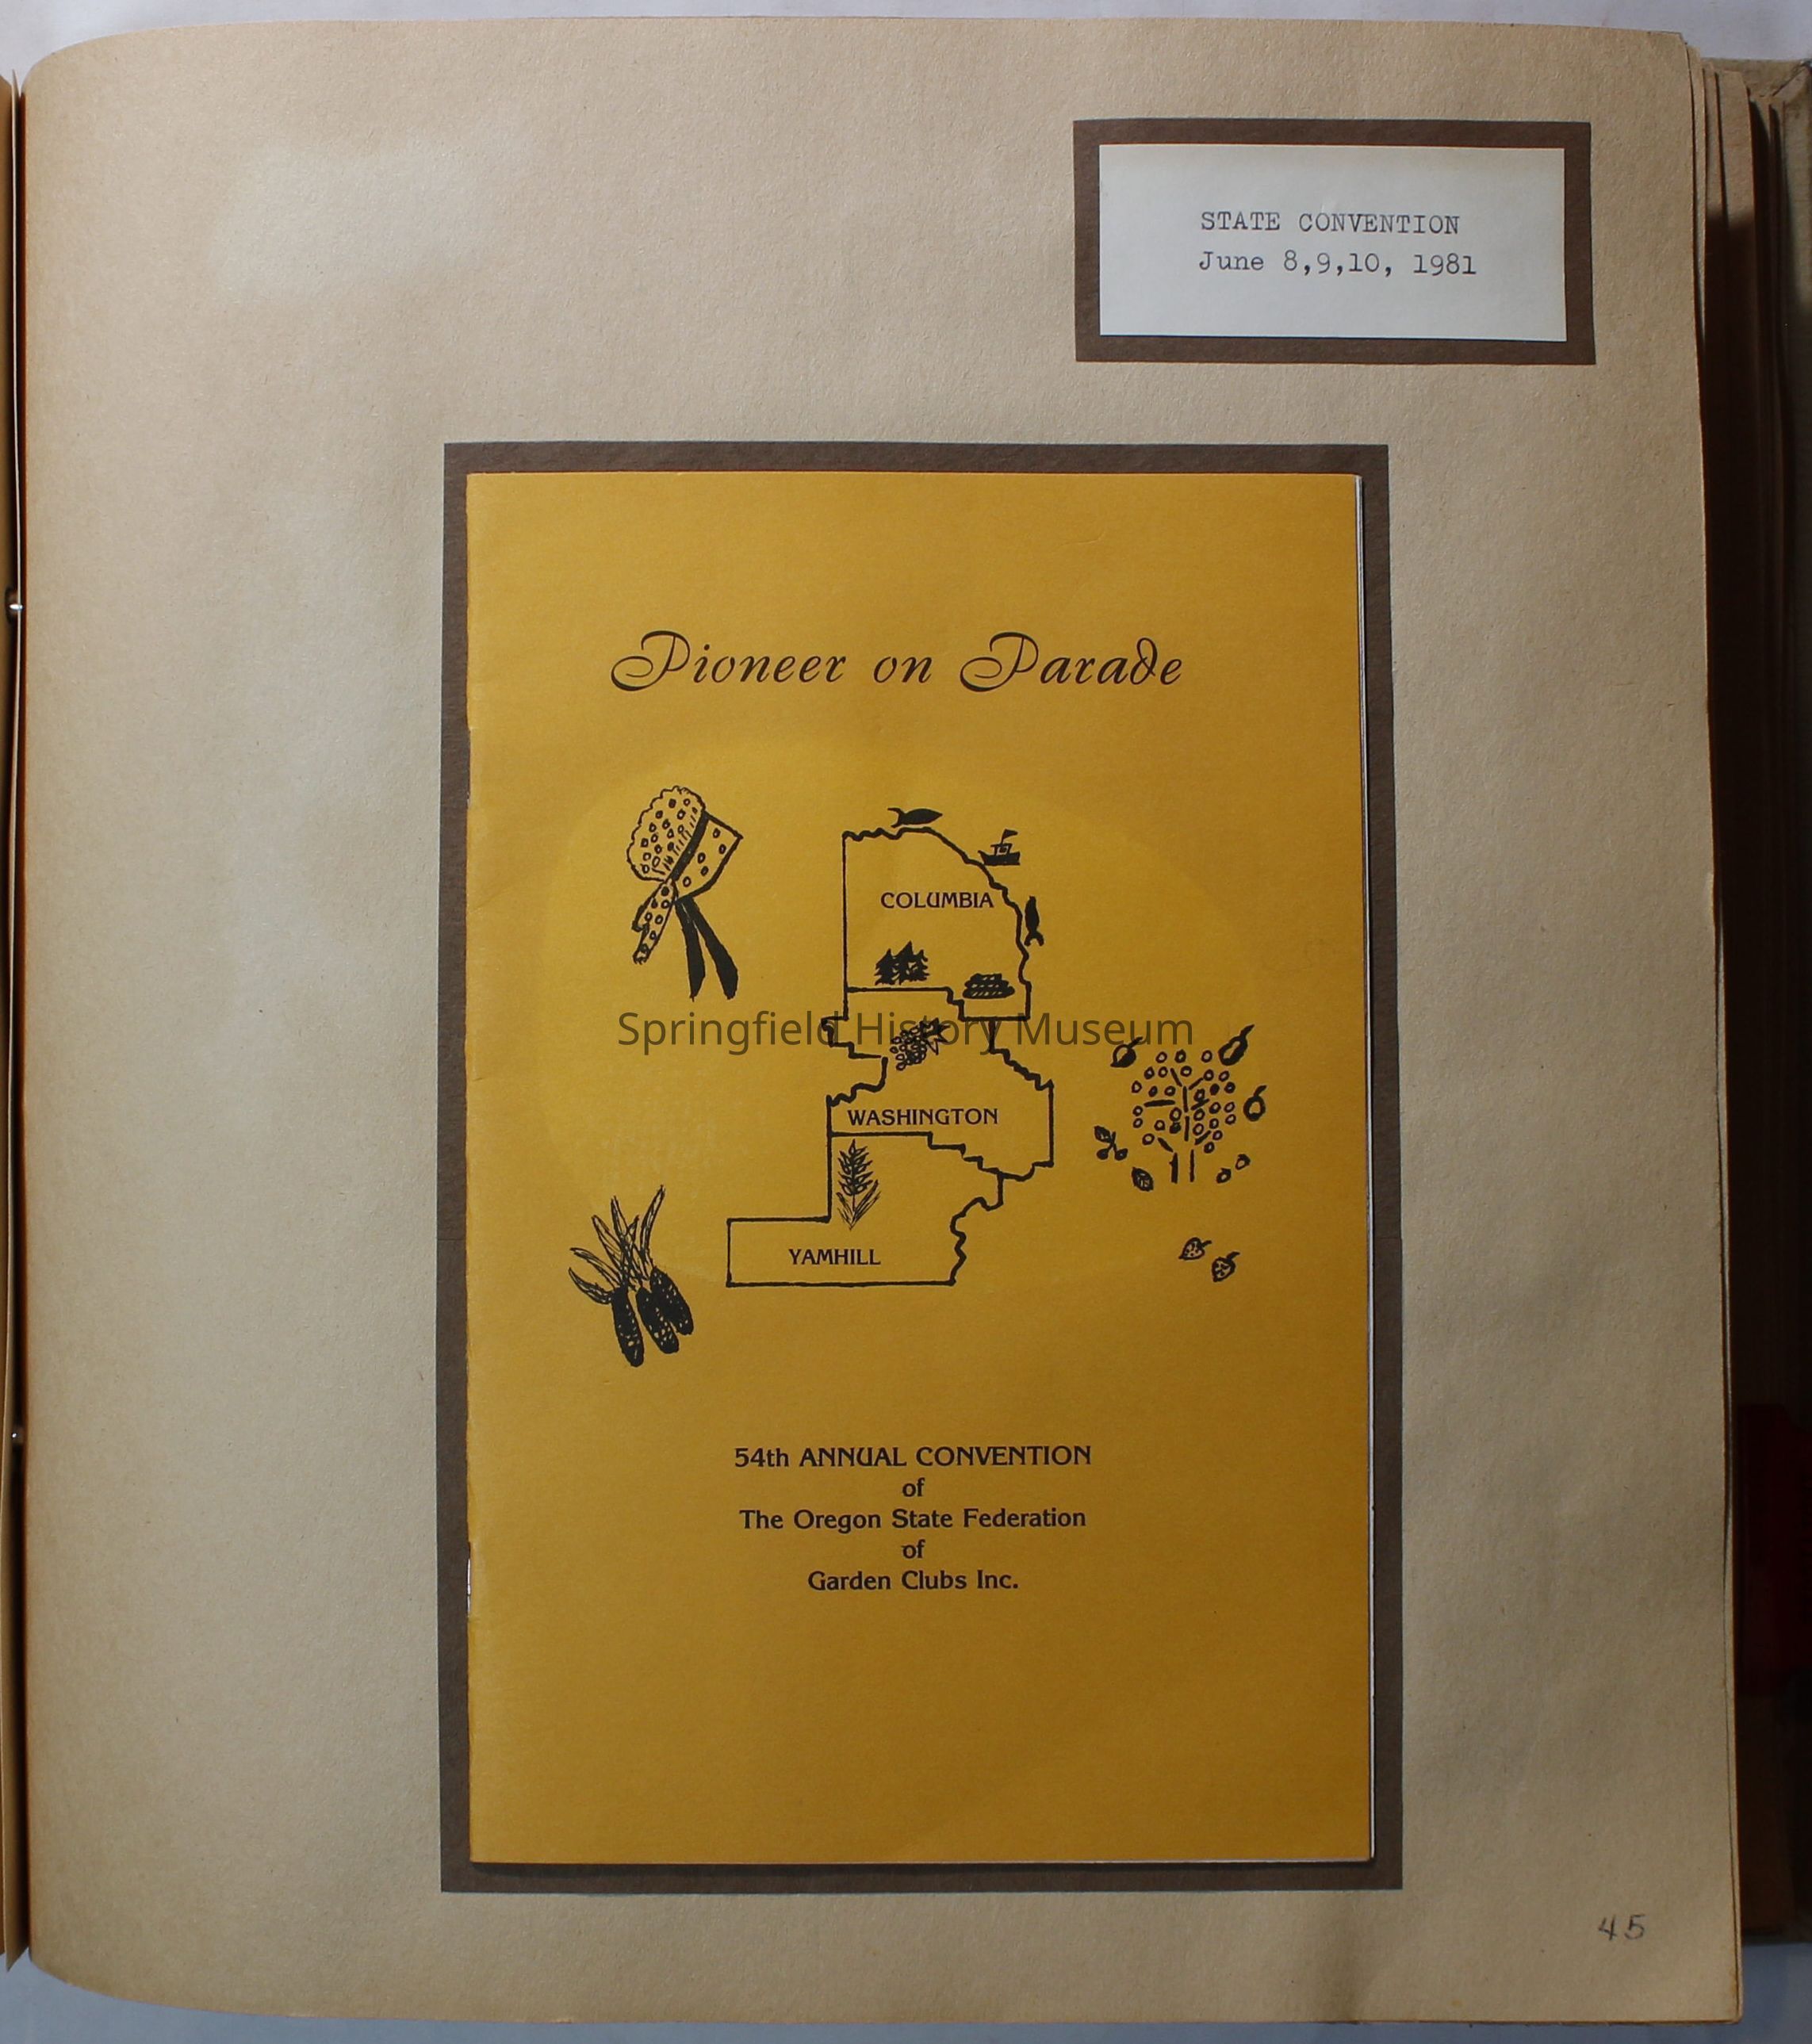 STATE CONVENTION
June 8,9,10, 1981
Pioneer on Parade
COLUMBIA
Springfield History Museum
WASHINGTON
YAMHILL
54th ANNUAL CONVENTION
of
The Oregon State Federation
of
Garden Clubs Inc.
45